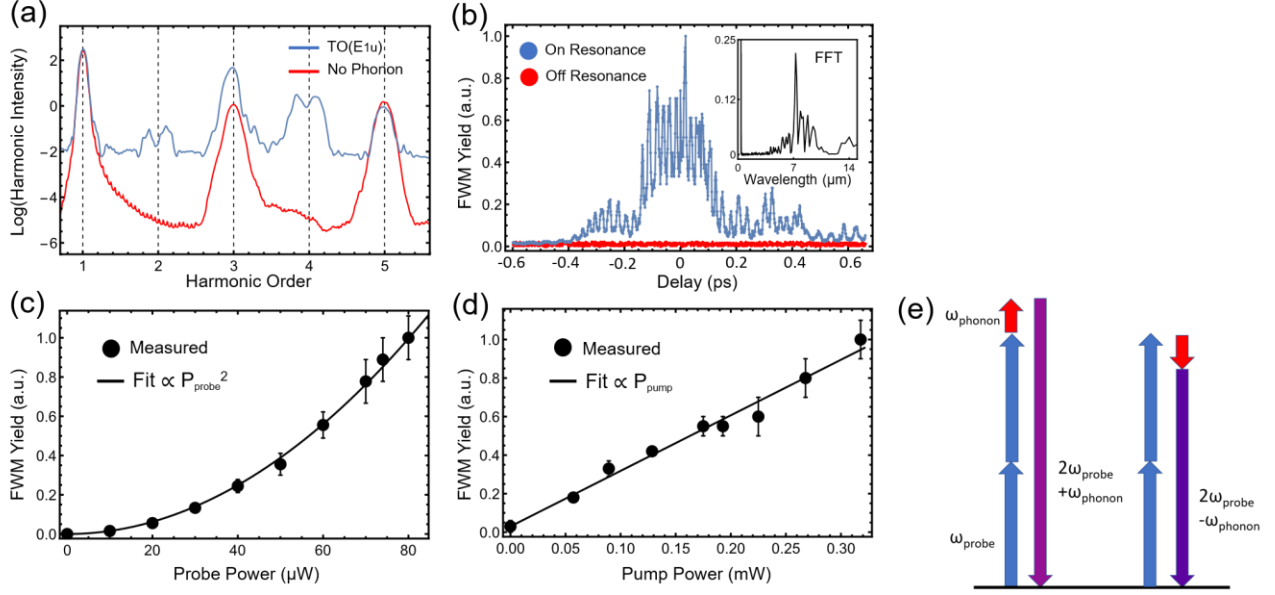 (a)
Log(Harmonic Intensity)
2
0
−2
−4
−6
TO(E1u)
No Phonon
1 2 3 4 5
Harmonic Order
(b)
FWM Yield (a.u.)
1.0
0.8
0.6
0.4
0.2
0.0
On Resonance
Off Resonance
0.25
0.12
0
FFT
7 14
Wavelength (μm)
-0.6 -0.4 -0.2 0 0.2 0.4 0.6
Delay (ps)
(c)
FWM Yield (a.u.)
1.0
0.8
0.6
0.4
0.2
0.0
Measured
Fit ∝ Pprobe²
0 20 40 60 80
Probe Power (μW)
(d)
FWM Yield (a.u.)
1.0
0.8
0.6
0.4
0.2
0.0
Measured
Fit ∝ Ppump
0.00 0.05 0.10 0.15 0.20 0.25 0.30
Pump Power (mW)
(e)
ωphonon
ωprobe
2ωprobe
+ωphonon
2ωprobe
-ωphonon